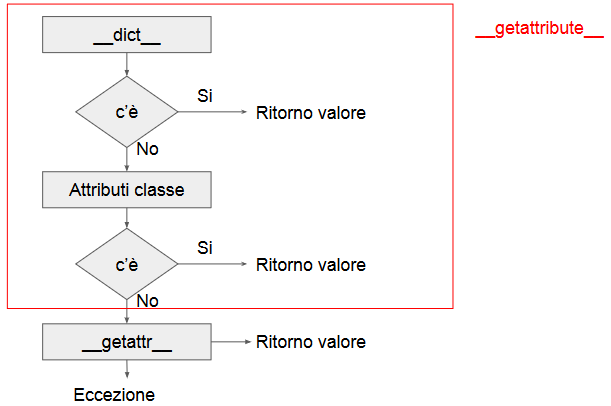 __getattribute__
__dict__
c'è
Si
Ritorno valore
No
Attributi classe
c'è
Si
Ritorno valore
No
__getattr__
Ritorno valore
Eccezione